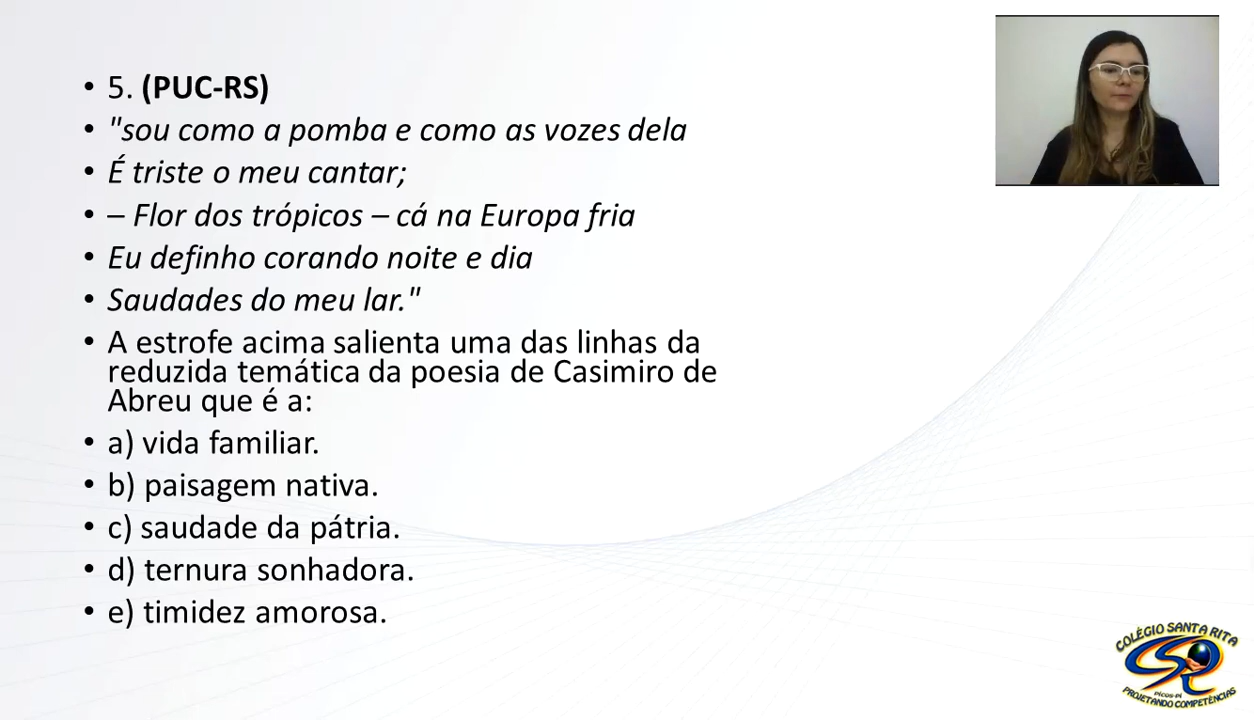 • 5. (PUC-RS)
• "sou como a pomba e como as vozes dela
• É triste o meu cantar;
• – Flor dos trópicos – cá na Europa fria
• Eu definho corando noite e dia
• Saudades do meu lar."
• A estrofe acima salienta uma das linhas da
reduzida temática da poesia de Casimiro de
Abreu que é a:
• a) vida familiar.
• b) paisagem nativa.
• c) saudade da pátria.
• d) ternura sonhadora.
• e) timidez amorosa.
COLÉGIO SANTA RITA
CSR
PICOS-PI
PROJETANDO COMPETÊNCIAS